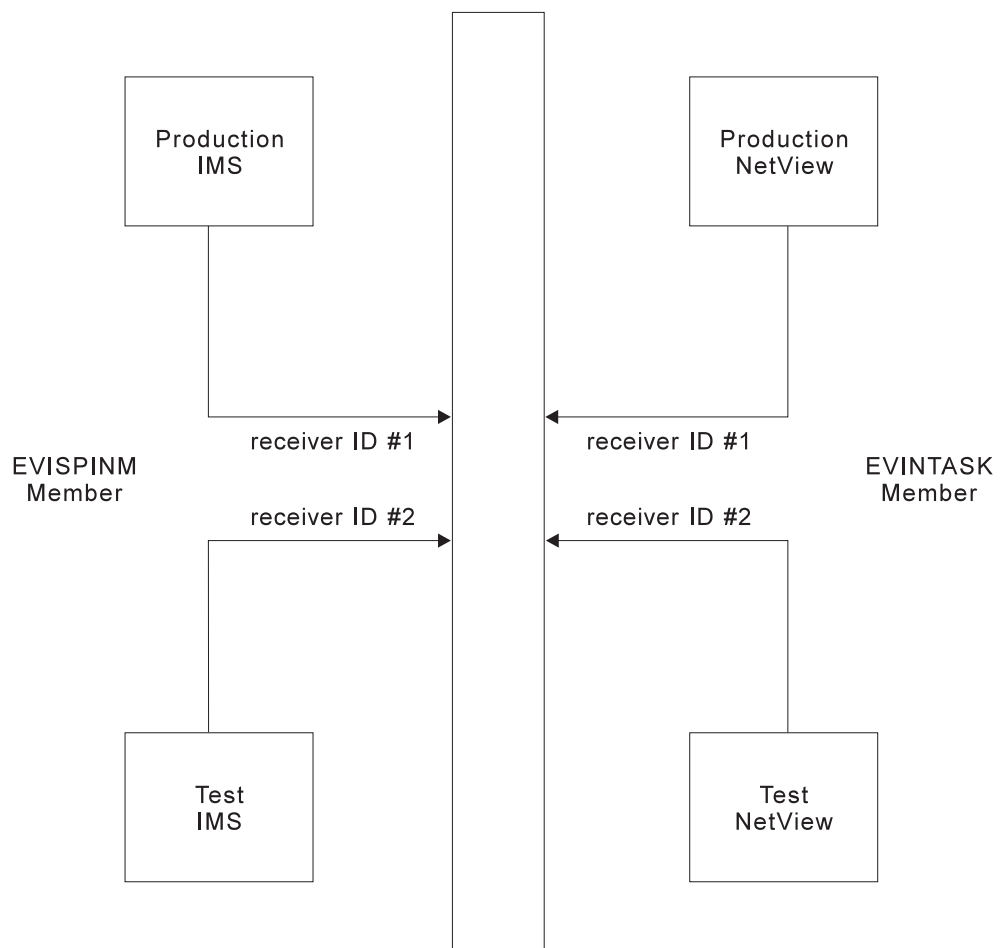 Production
IMS
Production
NetView
receiver ID #1
receiver ID #1
EVISPINM
Member
EVINTASK
Member
receiver ID #2
receiver ID #2
Test
IMS
Test
NetView